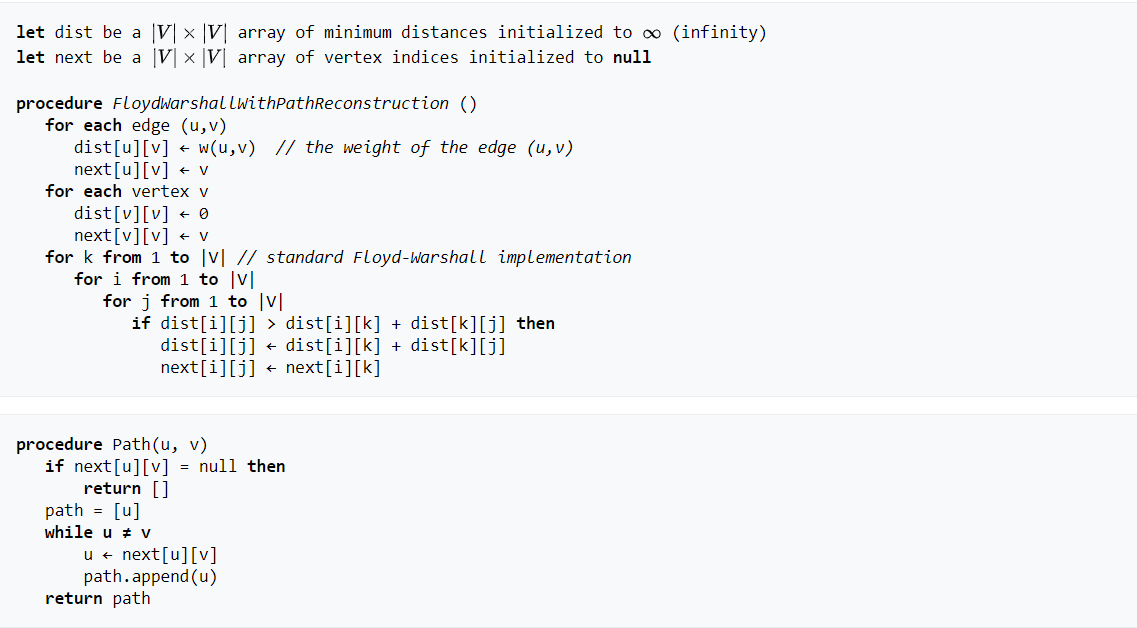 let dist be a |V| × |V| array of minimum distances initialized to ∞ (infinity)
let next be a |V| × |V| array of vertex indices initialized to null
procedure FloydWarshallWithPathReconstruction ()
for each edge (u,v)
dist[u][v] ← w(u,v) // the weight of the edge (u,v)
next[u][v] ← v
for each vertex v
dist[v][v] ← 0
next[v][v] ← v
for k from 1 to |V| // standard Floyd-Warshall implementation
for i from 1 to |V|
for j from 1 to |V|
if dist[i][j] > dist[i][k] + dist[k][j] then
dist[i][j] ← dist[i][k] + dist[k][j]
next[i][j] ← next[i][k]
procedure Path(u, v)
if next[u][v] = null then
return []
path = [u]
while u ≠ v
u ← next[u][v]
path.append(u)
return path